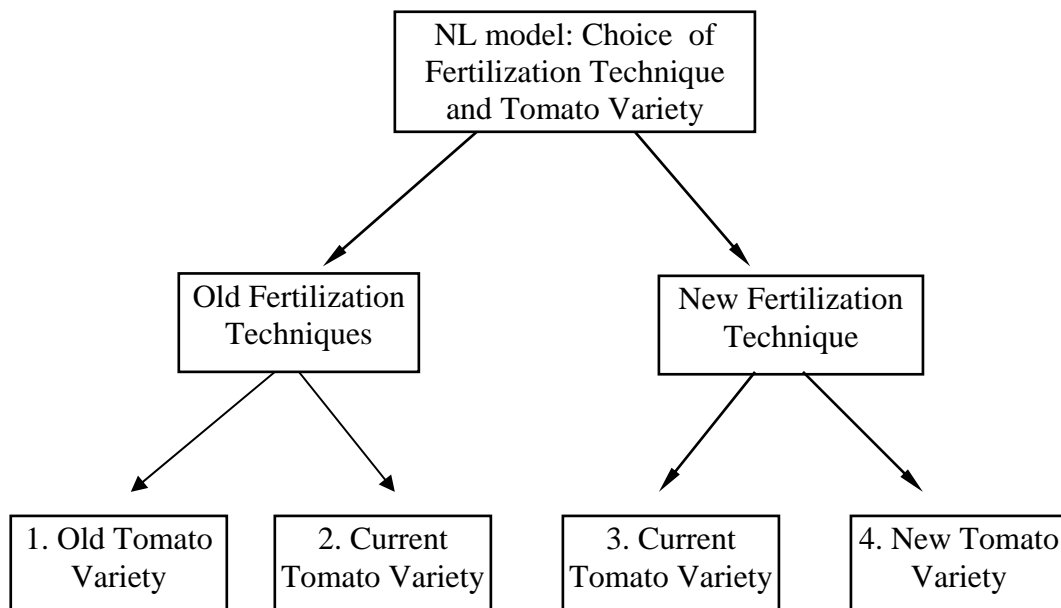 NL model: Choice of
Fertilization Technique
and Tomato Variety
Old Fertilization
Techniques
New Fertilization
Technique
1. Old Tomato
Variety
2. Current
Tomato Variety
3. Current
Tomato Variety
4. New Tomato
Variety